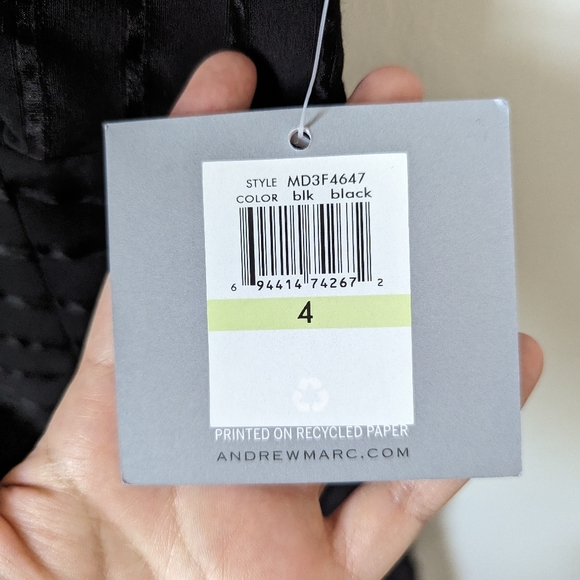 STYLE MD3F4647
COLOR blk black
6 94414 74267 2
4
PRINTED ON RECYCLED PAPER
ANDREWMARC.COM